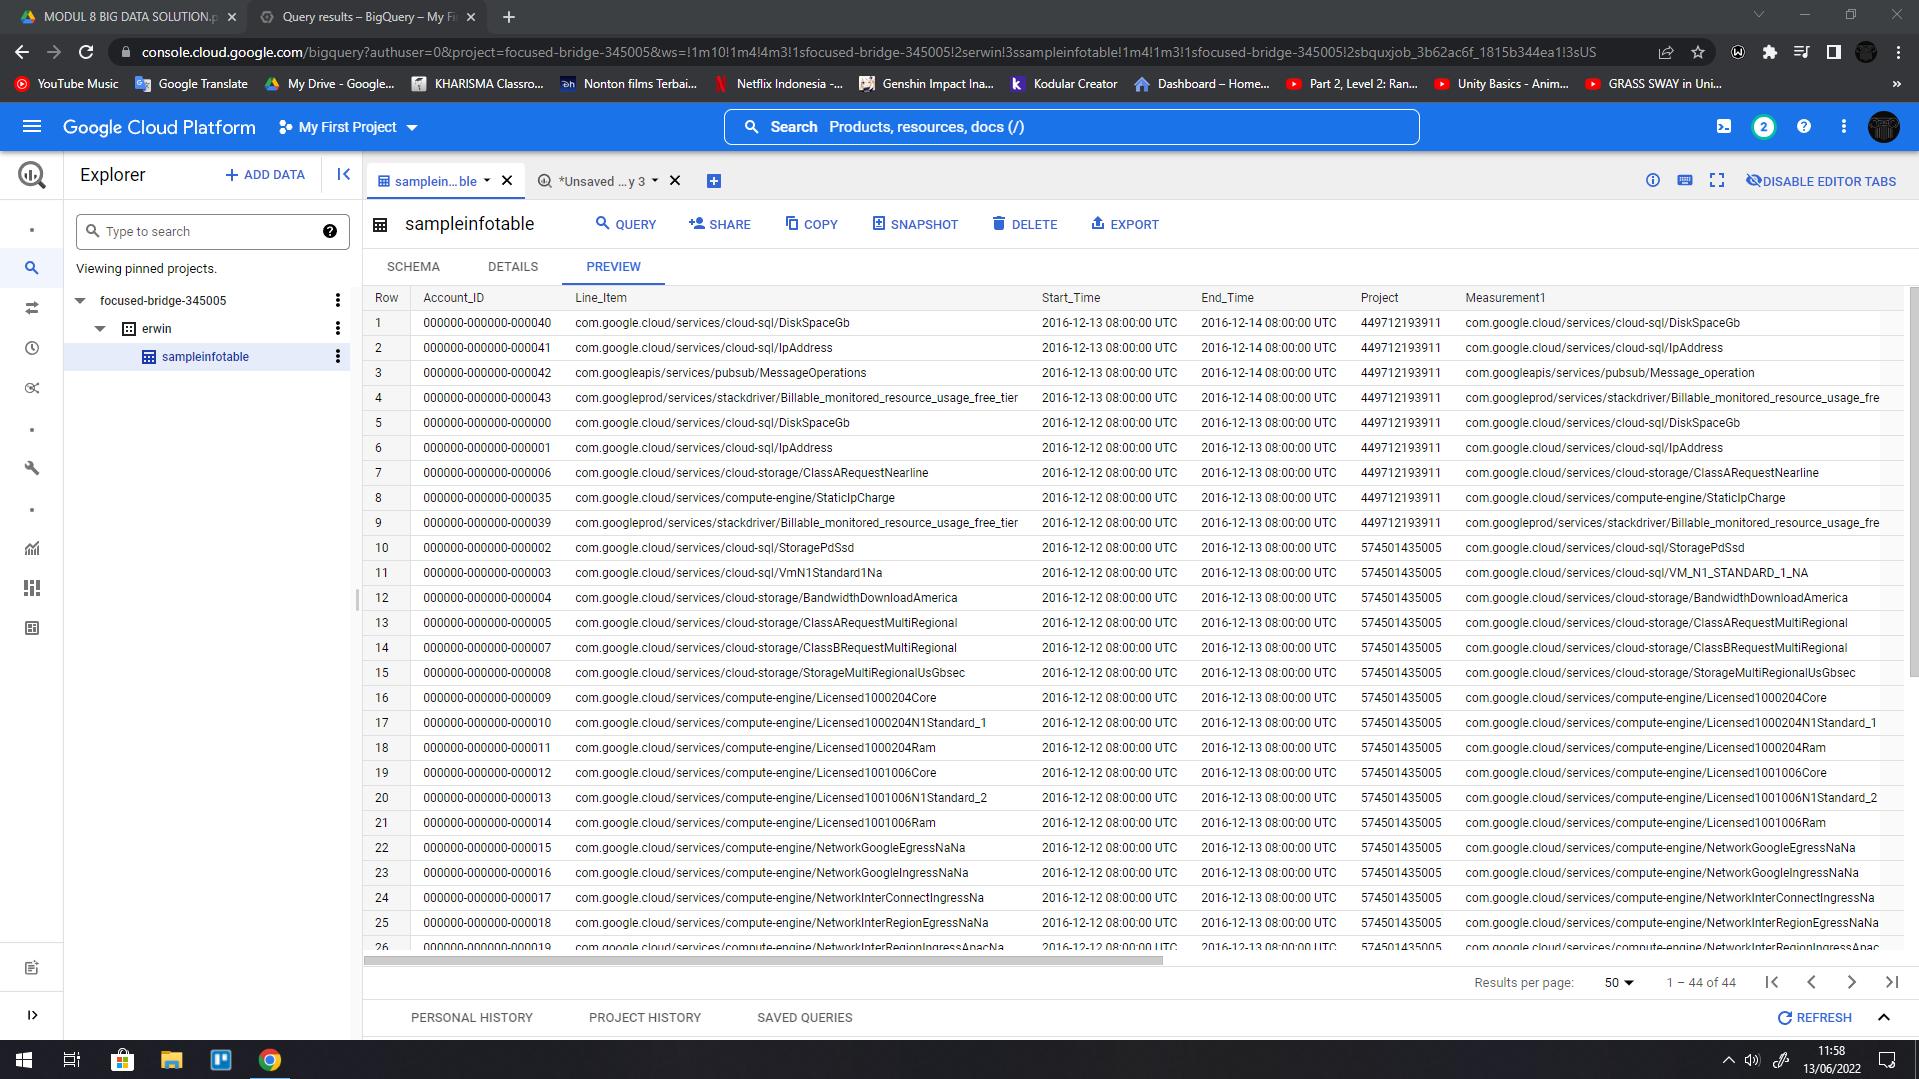 MODUL 8 BIG DATA SOLUTION.p
Query results – BigQuery – My Fi
console.cloud.google.com/bigquery?authuser=0&project=focused-bridge-345005&ws=!1m10!1m4!4m3!1sfocused-bridge-345005!2serwin!3ssampleinfotable!1m4!1m3!1sfocused-bridge-345005!2sbquxjob_3b62ac6f_1815b344ea1!3sUS
YouTube Music Google Translate My Drive - Google... KHARISMA Classro... Nonton films Terbai... Netflix Indonesia -... Genshin Impact Ina... Kodular Creator Dashboard – Home... Part 2, Level 2: Ran... Unity Basics - Anim... GRASS SWAY in Uni... »
Google Cloud Platform My First Project Search Products, resources, docs (/) 2
Explorer + ADD DATA
samplein...ble *Unsaved ...y 3 DISABLE EDITOR TABS
Type to search
sampleinfotable QUERY SHARE COPY SNAPSHOT DELETE EXPORT
Viewing pinned projects.
focused-bridge-345005
erwin
sampleinfotable
SCHEMA DETAILS PREVIEW
Row Account_ID Line_Item Start_Time End_Time Project Measurement1
1 000000-000000-000040 com.google.cloud/services/cloud-sql/DiskSpaceGb 2016-12-13 08:00:00 UTC 2016-12-14 08:00:00 UTC 449712193911 com.google.cloud/services/cloud-sql/DiskSpaceGb
2 000000-000000-000041 com.google.cloud/services/cloud-sql/IpAddress 2016-12-13 08:00:00 UTC 2016-12-14 08:00:00 UTC 449712193911 com.google.cloud/services/cloud-sql/IpAddress
3 000000-000000-000042 com.googleapis/services/pubsub/MessageOperations 2016-12-13 08:00:00 UTC 2016-12-14 08:00:00 UTC 449712193911 com.googleapis/services/pubsub/Message_operation
4 000000-000000-000043 com.googleprod/services/stackdriver/Billable_monitored_resource_usage_free_tier 2016-12-13 08:00:00 UTC 2016-12-14 08:00:00 UTC 449712193911 com.googleprod/services/stackdriver/Billable_monitored_resource_usage_fre
5 000000-000000-000000 com.google.cloud/services/cloud-sql/DiskSpaceGb 2016-12-12 08:00:00 UTC 2016-12-13 08:00:00 UTC 449712193911 com.google.cloud/services/cloud-sql/DiskSpaceGb
6 000000-000000-000001 com.google.cloud/services/cloud-sql/IpAddress 2016-12-12 08:00:00 UTC 2016-12-13 08:00:00 UTC 449712193911 com.google.cloud/services/cloud-sql/IpAddress
7 000000-000000-000006 com.google.cloud/services/cloud-storage/ClassARequestNearline 2016-12-12 08:00:00 UTC 2016-12-13 08:00:00 UTC 449712193911 com.google.cloud/services/cloud-storage/ClassARequestNearline
8 000000-000000-000035 com.google.cloud/services/compute-engine/StaticIpCharge 2016-12-12 08:00:00 UTC 2016-12-13 08:00:00 UTC 449712193911 com.google.cloud/services/compute-engine/StaticIpCharge
9 000000-000000-000039 com.googleprod/services/stackdriver/Billable_monitored_resource_usage_free_tier 2016-12-12 08:00:00 UTC 2016-12-13 08:00:00 UTC 449712193911 com.googleprod/services/stackdriver/Billable_monitored_resource_usage_fre
10 000000-000000-000002 com.google.cloud/services/cloud-sql/StoragePdSsd 2016-12-12 08:00:00 UTC 2016-12-13 08:00:00 UTC 574501435005 com.google.cloud/services/cloud-sql/StoragePdSsd
11 000000-000000-000003 com.google.cloud/services/cloud-sql/VmN1Standard1Na 2016-12-12 08:00:00 UTC 2016-12-13 08:00:00 UTC 574501435005 com.google.cloud/services/cloud-sql/VM_N1_STANDARD_1_NA
12 000000-000000-000004 com.google.cloud/services/cloud-storage/BandwidthDownloadAmerica 2016-12-12 08:00:00 UTC 2016-12-13 08:00:00 UTC 574501435005 com.google.cloud/services/cloud-storage/BandwidthDownloadAmerica
13 000000-000000-000005 com.google.cloud/services/cloud-storage/ClassARequestMultiRegional 2016-12-12 08:00:00 UTC 2016-12-13 08:00:00 UTC 574501435005 com.google.cloud/services/cloud-storage/ClassARequestMultiRegional
14 000000-000000-000007 com.google.cloud/services/cloud-storage/ClassBRequestMultiRegional 2016-12-12 08:00:00 UTC 2016-12-13 08:00:00 UTC 574501435005 com.google.cloud/services/cloud-storage/ClassBRequestMultiRegional
15 000000-000000-000008 com.google.cloud/services/cloud-storage/StorageMultiRegionalUsGbsec 2016-12-12 08:00:00 UTC 2016-12-13 08:00:00 UTC 574501435005 com.google.cloud/services/cloud-storage/StorageMultiRegionalUsGbsec
16 000000-000000-000009 com.google.cloud/services/compute-engine/Licensed1000204Core 2016-12-12 08:00:00 UTC 2016-12-13 08:00:00 UTC 574501435005 com.google.cloud/services/compute-engine/Licensed1000204Core
17 000000-000000-000010 com.google.cloud/services/compute-engine/Licensed1000204N1Standard_1 2016-12-12 08:00:00 UTC 2016-12-13 08:00:00 UTC 574501435005 com.google.cloud/services/compute-engine/Licensed1000204N1Standard_1
18 000000-000000-000011 com.google.cloud/services/compute-engine/Licensed1000204Ram 2016-12-12 08:00:00 UTC 2016-12-13 08:00:00 UTC 574501435005 com.google.cloud/services/compute-engine/Licensed1000204Ram
19 000000-000000-000012 com.google.cloud/services/compute-engine/Licensed1001006Core 2016-12-12 08:00:00 UTC 2016-12-13 08:00:00 UTC 574501435005 com.google.cloud/services/compute-engine/Licensed1001006Core
20 000000-000000-000013 com.google.cloud/services/compute-engine/Licensed1001006N1Standard_2 2016-12-12 08:00:00 UTC 2016-12-13 08:00:00 UTC 574501435005 com.google.cloud/services/compute-engine/Licensed1001006N1Standard_2
21 000000-000000-000014 com.google.cloud/services/compute-engine/Licensed1001006Ram 2016-12-12 08:00:00 UTC 2016-12-13 08:00:00 UTC 574501435005 com.google.cloud/services/compute-engine/Licensed1001006Ram
22 000000-000000-000015 com.google.cloud/services/compute-engine/NetworkGoogleEgressNaNa 2016-12-12 08:00:00 UTC 2016-12-13 08:00:00 UTC 574501435005 com.google.cloud/services/compute-engine/NetworkGoogleEgressNaNa
23 000000-000000-000016 com.google.cloud/services/compute-engine/NetworkGoogleIngressNaNa 2016-12-12 08:00:00 UTC 2016-12-13 08:00:00 UTC 574501435005 com.google.cloud/services/compute-engine/NetworkGoogleIngressNaNa
24 000000-000000-000017 com.google.cloud/services/compute-engine/NetworkInterConnectIngressNa 2016-12-12 08:00:00 UTC 2016-12-13 08:00:00 UTC 574501435005 com.google.cloud/services/compute-engine/NetworkInterConnectIngressNa
25 000000-000000-000018 com.google.cloud/services/compute-engine/NetworkInterRegionEgressNaNa 2016-12-12 08:00:00 UTC 2016-12-13 08:00:00 UTC 574501435005 com.google.cloud/services/compute-engine/NetworkInterRegionEgressNaNa
26 000000-000000-000019 com.google.cloud/services/compute-engine/NetworkInterRegionIngressApacNa 2016-12-12 08:00:00 UTC 2016-12-13 08:00:00 UTC 574501435005 com.google.cloud/services/compute-engine/NetworkInterRegionIngressApac
Results per page: 50 1 – 44 of 44
PERSONAL HISTORY PROJECT HISTORY SAVED QUERIES REFRESH
11:58
13/06/2022